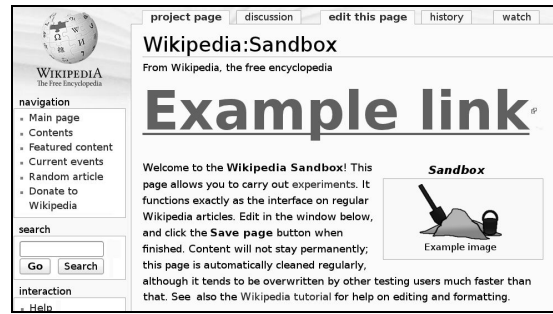 project page discussion edit this page history watch
Wikipedia:Sandbox
From Wikipedia, the free encyclopedia
Example link
WIKIPEDIA
The Free Encyclopedia
navigation
Main page
Contents
Featured content
Current events
Random article
Donate to
Wikipedia
search
Go Search
interaction
Help
Welcome to the Wikipedia Sandbox! This
page allows you to carry out experiments. It
functions exactly as the interface on regular
Wikipedia articles. Edit in the window below,
and click the Save page button when
finished. Content will not stay permanently;
this page is automatically cleaned regularly,
although it tends to be overwritten by other testing users much faster than
that. See also the Wikipedia tutorial for help on editing and formatting.
Sandbox
Example image